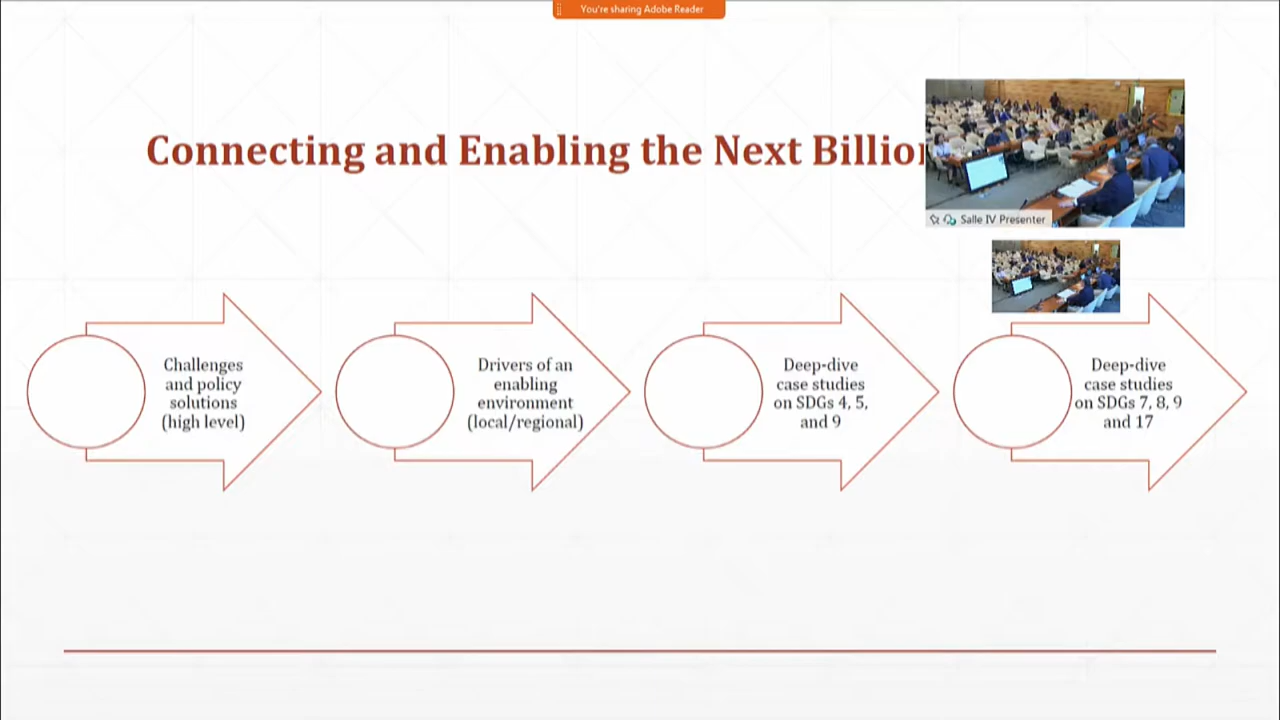 You're sharing Adobe Reader
Connecting and Enabling the Next Billion
Salle IV Presenter
Challenges
and policy
solutions
(high level)
Drivers of an
enabling
environment
(local/regional)
Deep-dive
case studies
on SDGs 4, 5,
and 9
Deep-dive
case studies
on SDGs 7, 8, 9
and 17